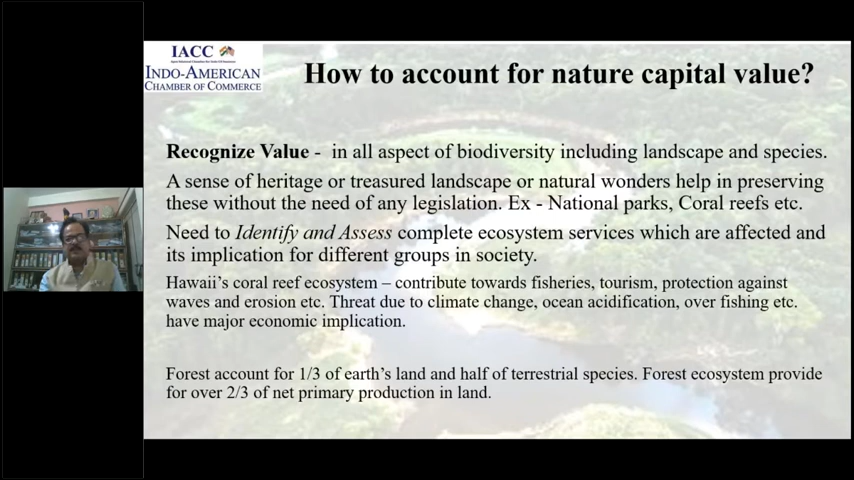 IACC
INDO-AMERICAN
CHAMBER OF COMMERCE
How to account for nature capital value?
Recognize Value - in all aspect of biodiversity including landscape and species.
A sense of heritage or treasured landscape or natural wonders help in preserving
these without the need of any legislation. Ex - National parks, Coral reefs etc.
Need to Identify and Assess complete ecosystem services which are affected and
its implication for different groups in society.
Hawaii's coral reef ecosystem – contribute towards fisheries, tourism, protection against
waves and erosion etc. Threat due to climate change, ocean acidification, over fishing etc.
have major economic implication.
Forest account for 1/3 of earth's land and half of terrestrial species. Forest ecosystem provide
for over 2/3 of net primary production in land.